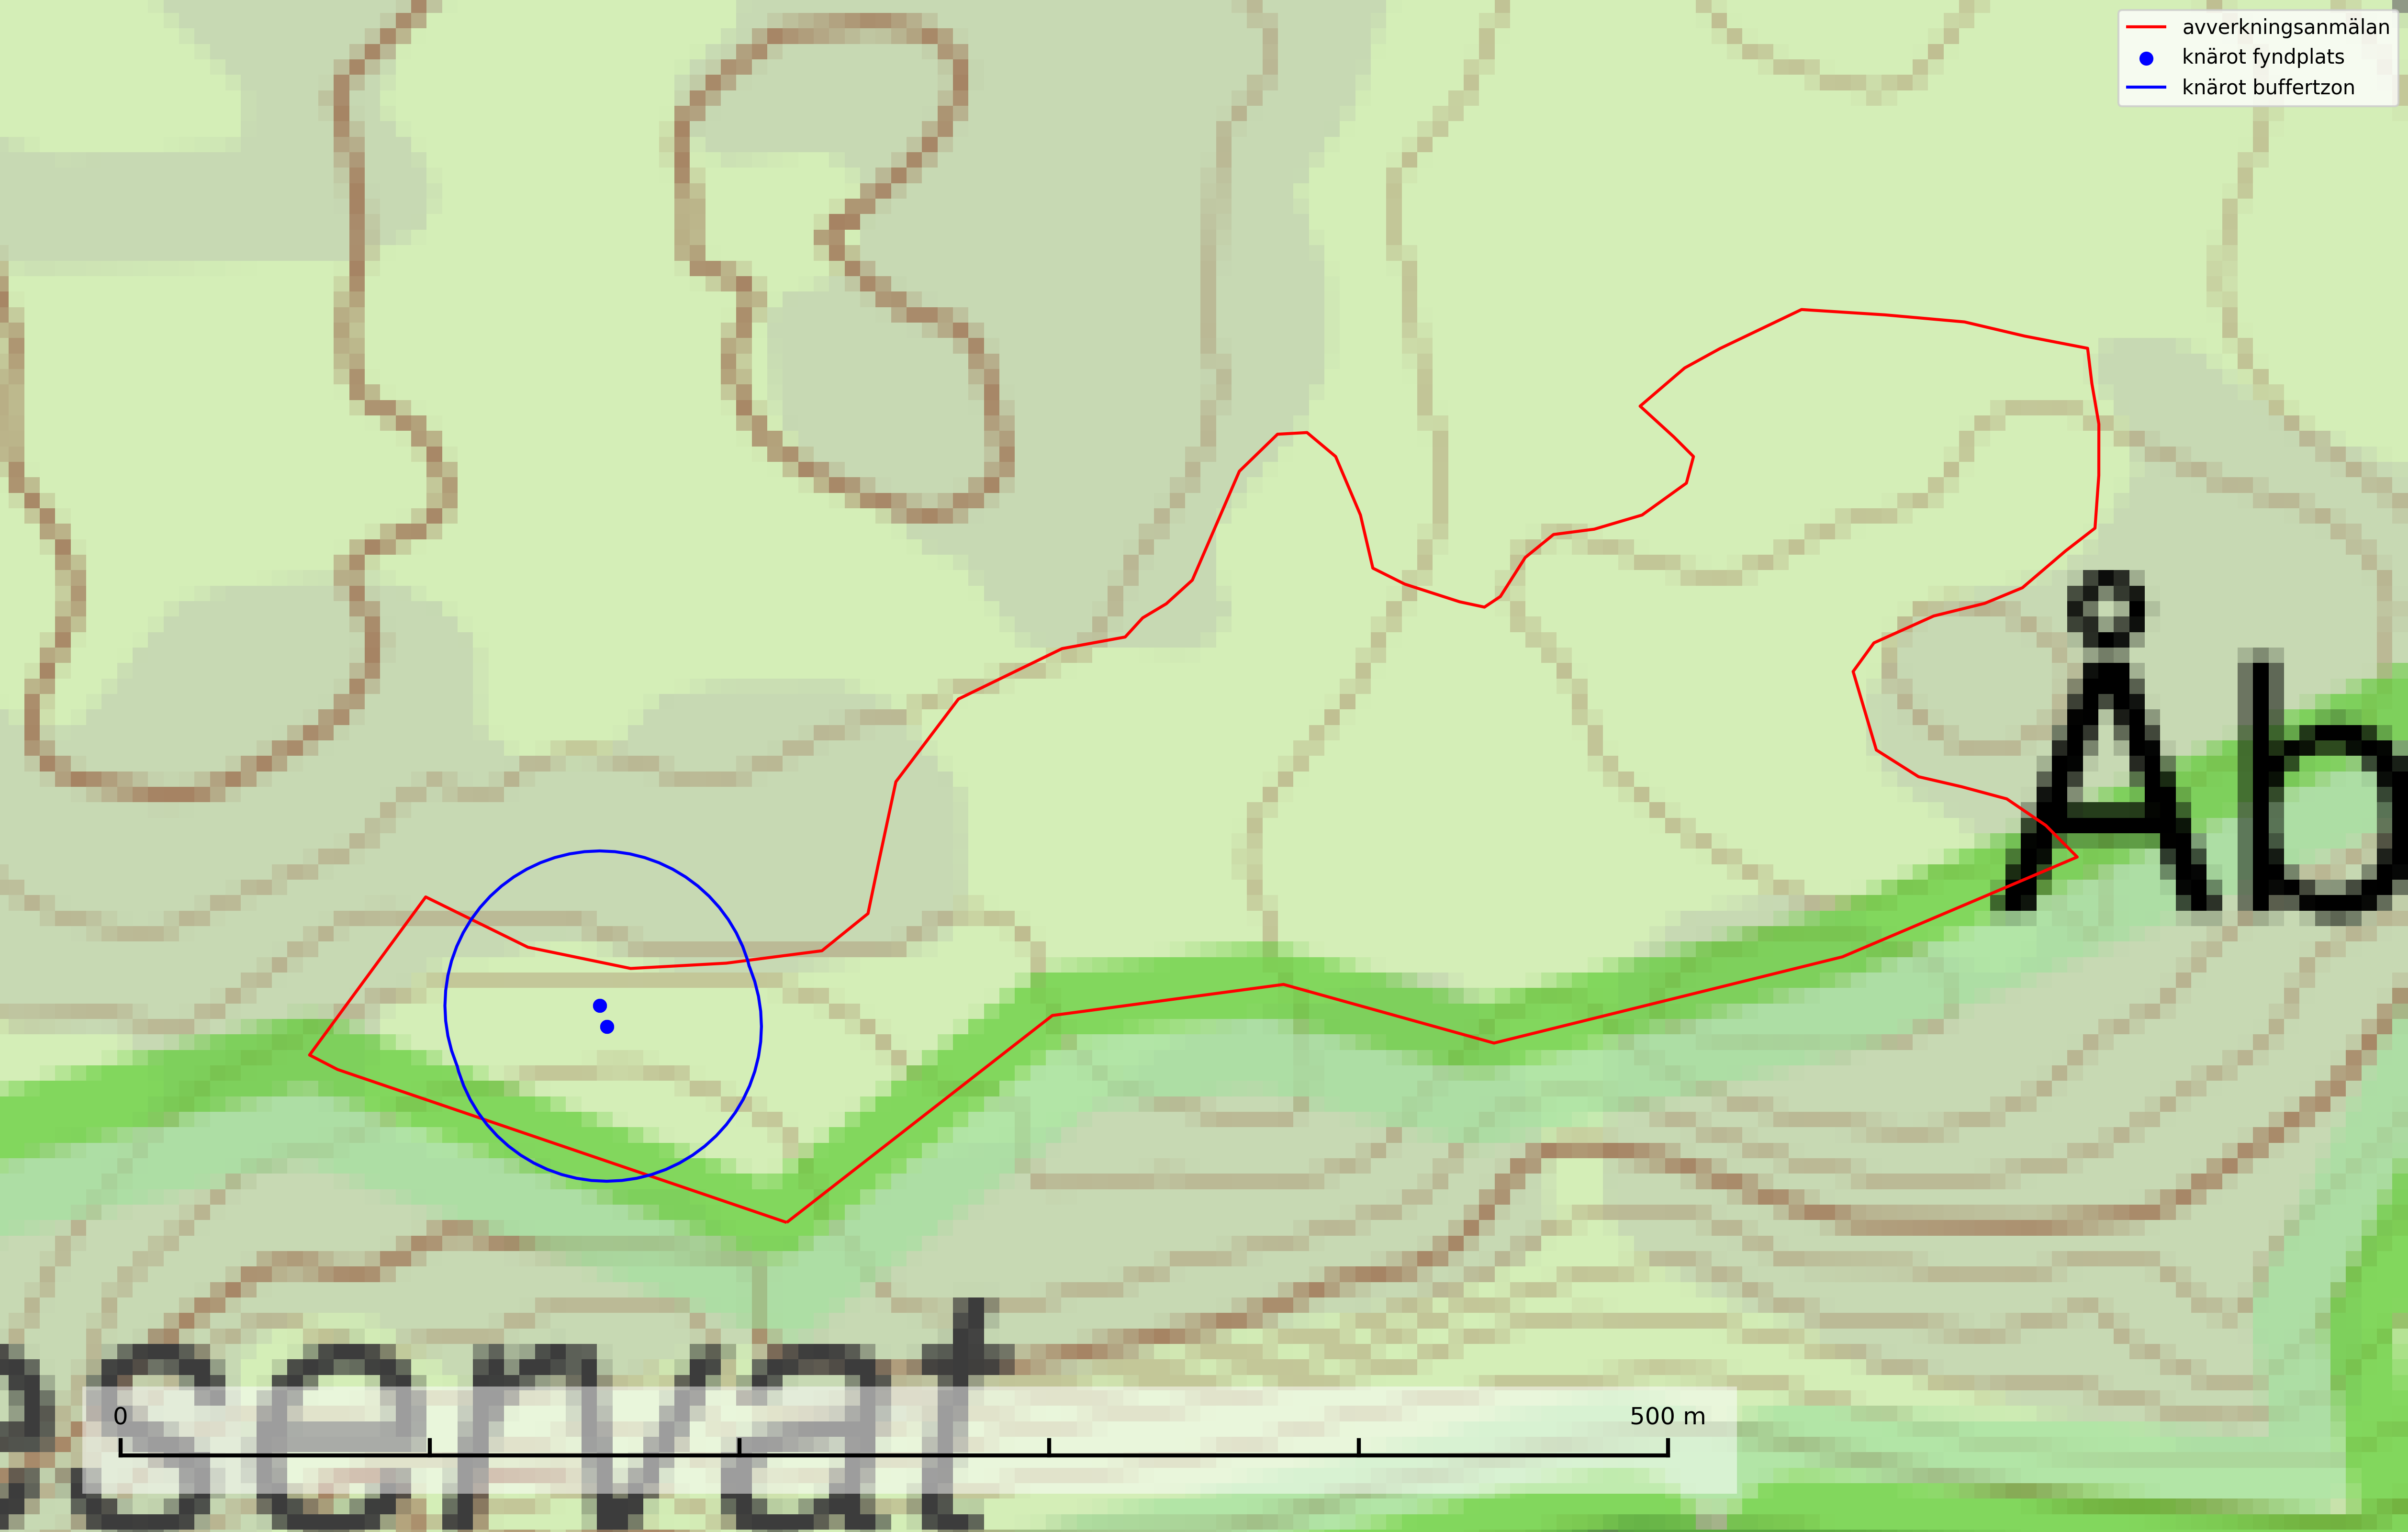 avverkningsanmälan
knärot fyndplats
knärot buffertzon
Åb
servat
0 500 m